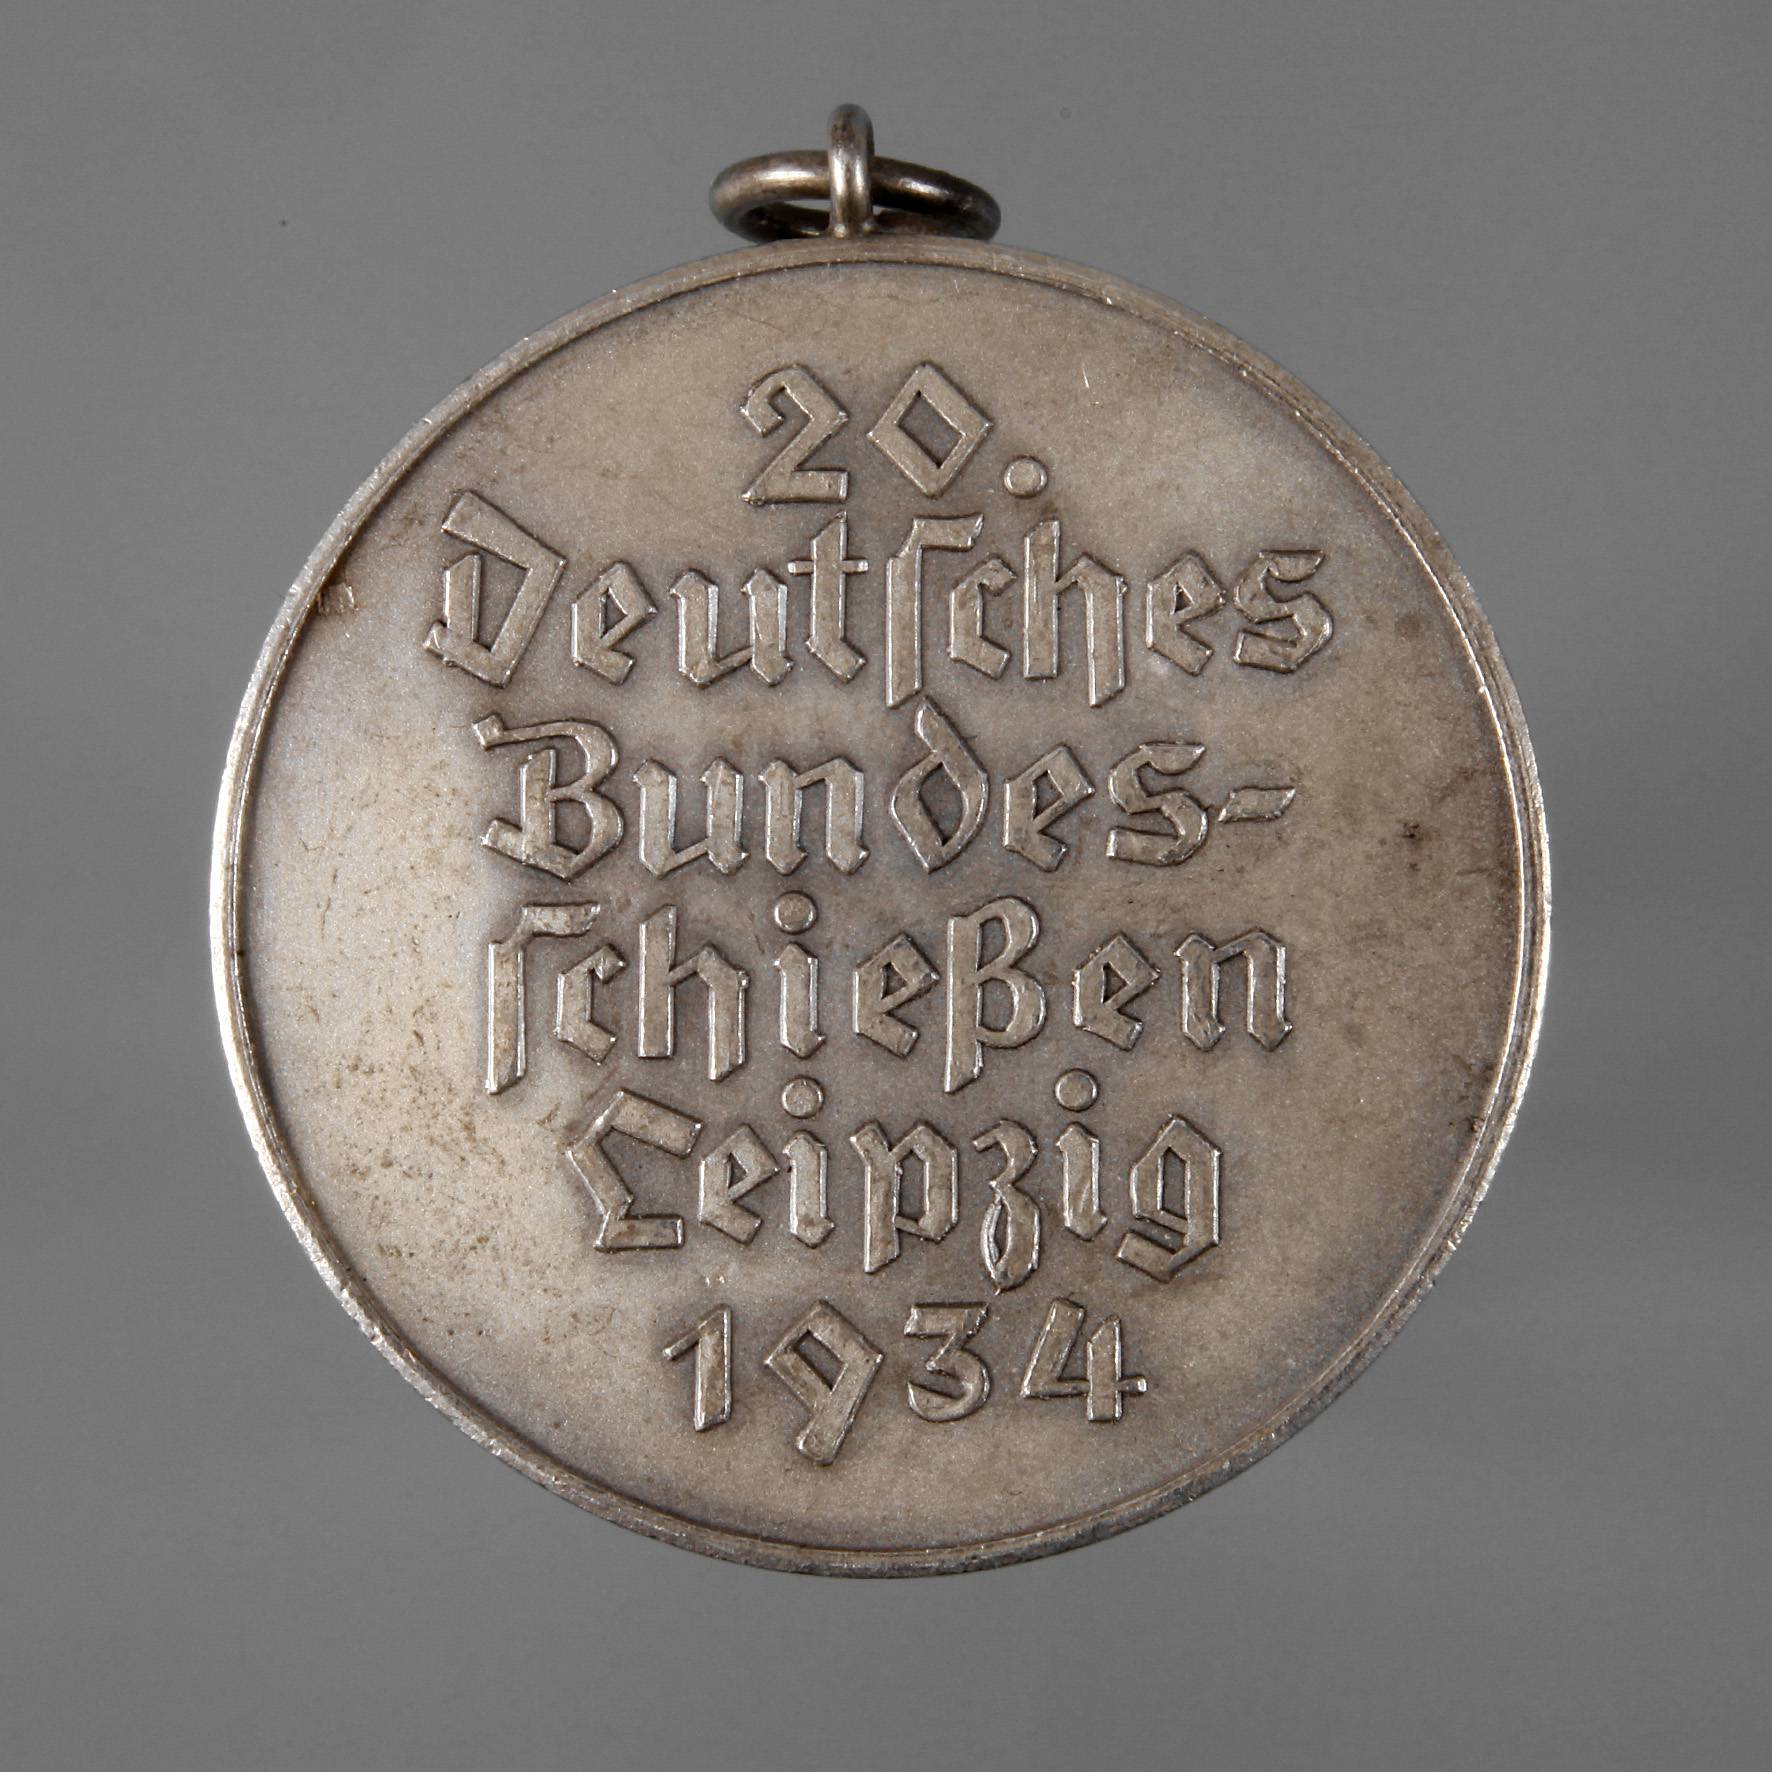 20.
Deutſches
Bundes-
ſchießen
Leipzig
1934